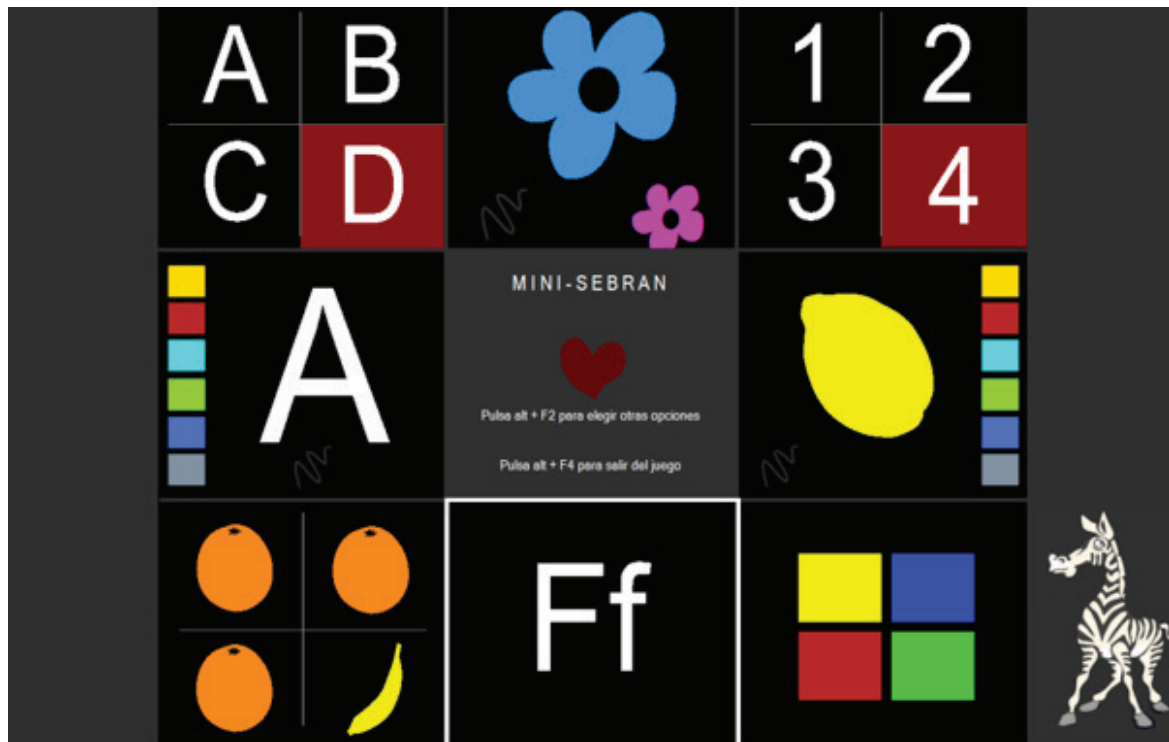 A B
C D
1 2
3 4
A
MINI-SEBRAN
Pulsa alt + F2 para elegir otras opciones
Pulsa alt + F4 para salir del juego
Ff